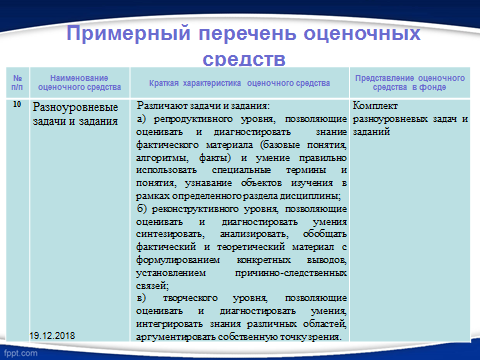 Примерный перечень оценочных
средств
№
п/п
Наименование
оценочного средства
Краткая характеристика оценочного средства
Представление оценочного
средства в фонде
10
Разноуровневые
задачи и задания
Различают задачи и задания:
а) репродуктивного уровня, позволяющие
оценивать и диагностировать знание
фактического материала (базовые понятия,
алгоритмы, факты) и умение правильно
использовать специальные термины и
понятия, узнавание объектов изучения в
рамках определенного раздела дисциплины;
б) реконструктивного уровня, позволяющие
оценивать и диагностировать умения
синтезировать, анализировать, обобщать
фактический и теоретический материал с
формулированием конкретных выводов,
установлением причинно-следственных
связей;
в) творческого уровня, позволяющие
оценивать и диагностировать умения,
интегрировать знания различных областей,
аргументировать собственную точку зрения.
Комплект
разноуровневых задач и
заданий
19.12.2018
fppt.com